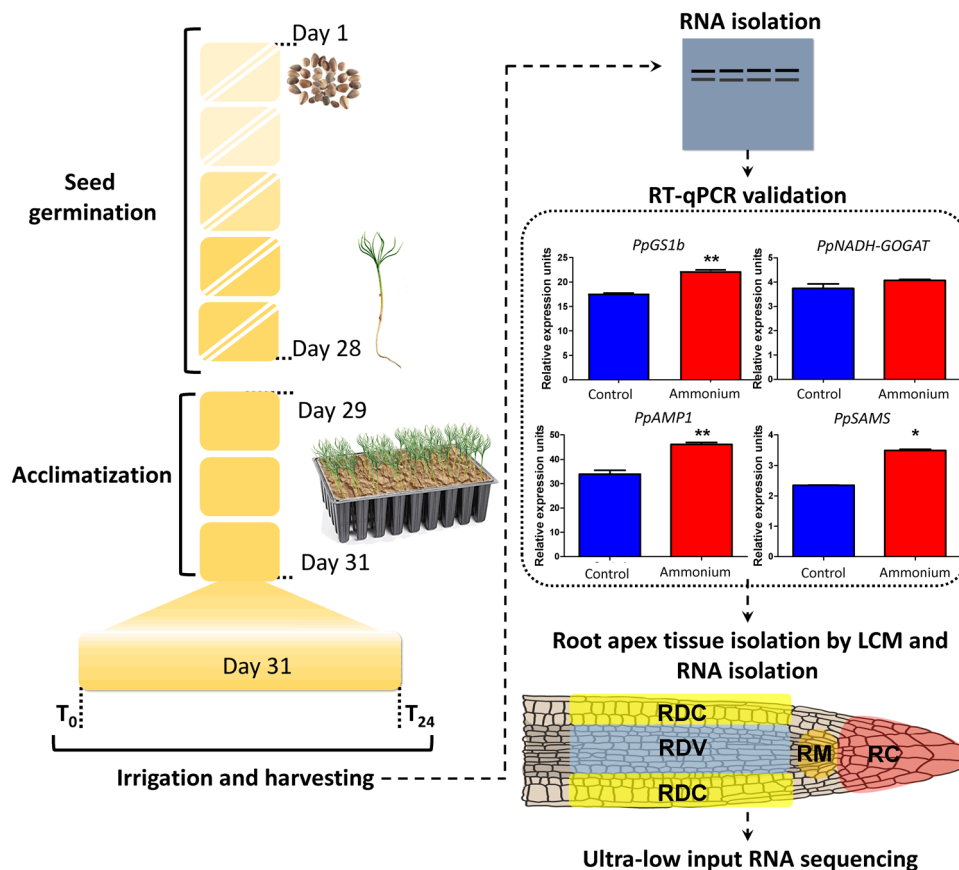 Day 1
Seed
germination
Day 28
Day 29
Acclimatization
Day 31
Day 31
T0
T24
Irrigation and harvesting
RNA isolation
RT-qPCR validation
PpGS1b
Relative expression units
25
20
15
10
5
0
**
Control
Ammonium
PpNADH-GOGAT
Relative expression units
6
4
2
0
Control
Ammonium
PpAMP1
Relative expression units
50
40
30
20
10
0
**
Control
Ammonium
PpSAMS
Relative expression units
4
3
2
1
0
*
Control
Ammonium
Root apex tissue isolation by LCM and
RNA isolation
RDC
RDV
RM
RC
RDC
Ultra-low input RNA sequencing